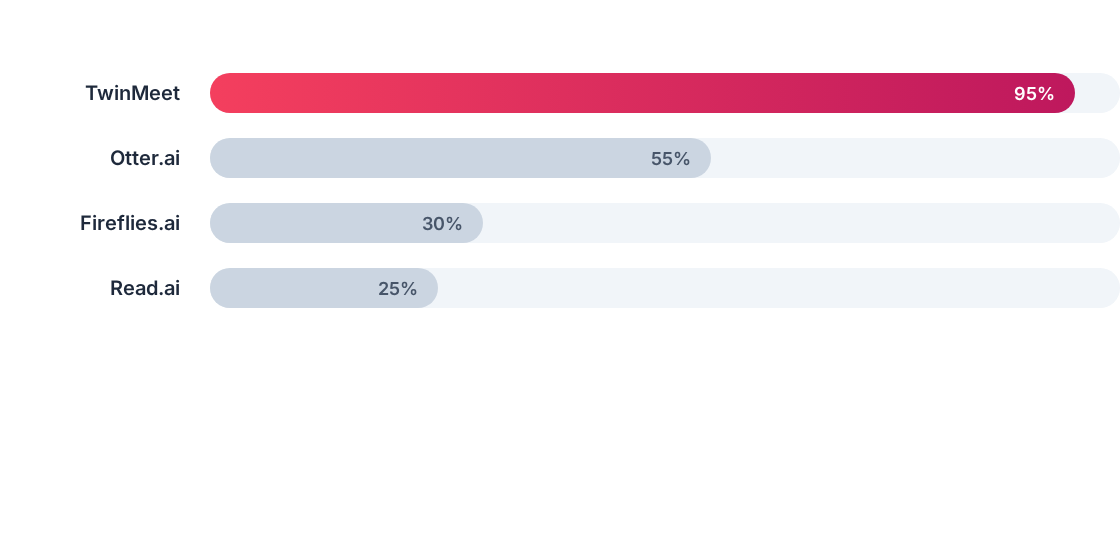 TwinMeet 95%
Otter.ai 55%
Fireflies.ai 30%
Read.ai 25%